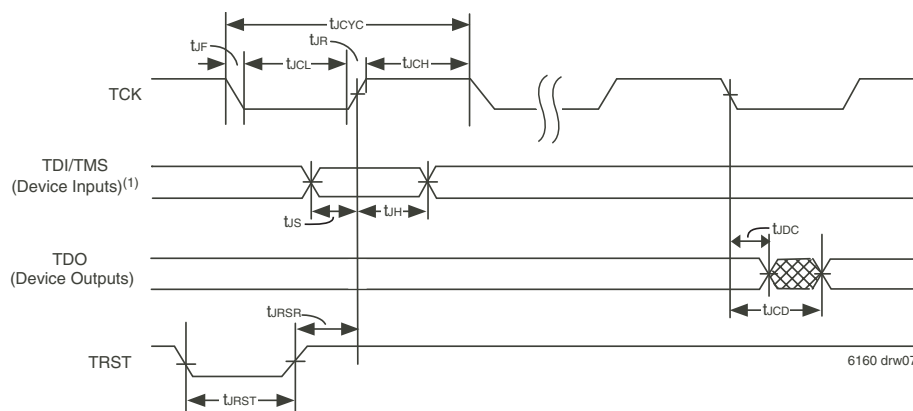 tJCYC
tJF
tJR
tJCL
tJCH
TCK
TDI/TMS
(Device Inputs)(1)
tJS
tJH
tJDC
TDO
(Device Outputs)
tJCD
tJRSR
TRST
6160 drw07
tJRST